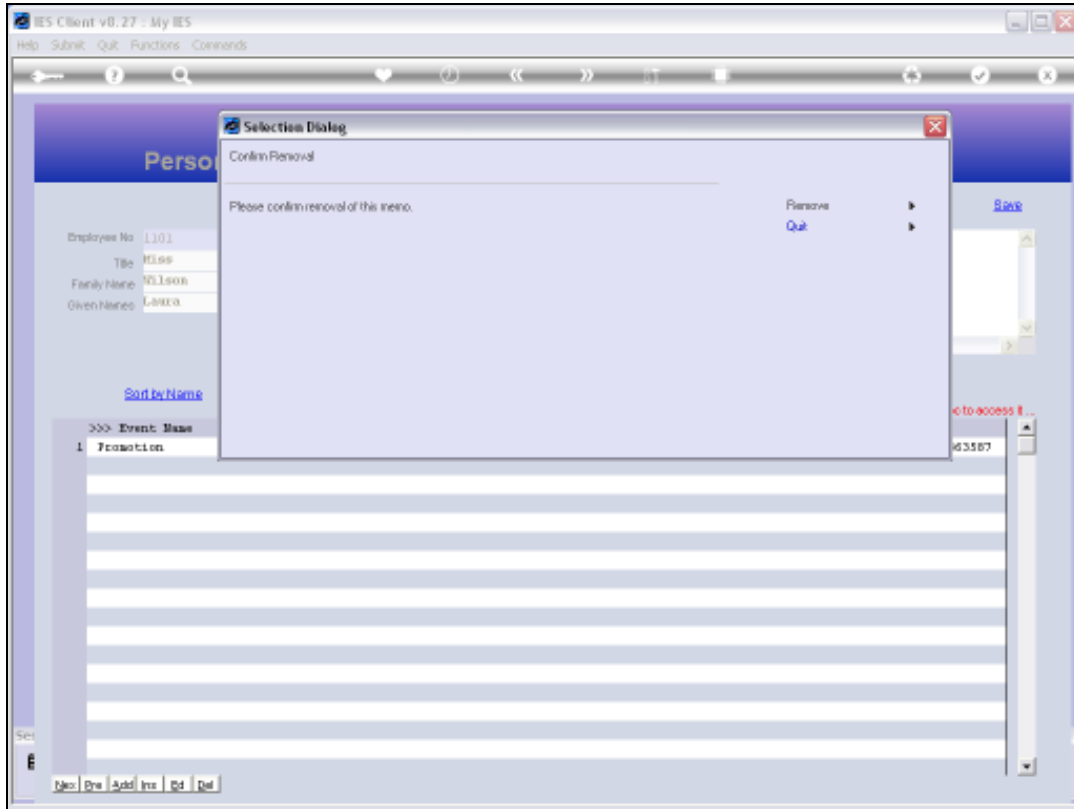 IES Client v8.27 : My IES
Help Submit Quit Functions Commands
Selection Dialog
Perso
Confirm Removal
Please confirm removal of this memo.
Remove
Quit
Save
Employee No 1101
Title Miss
Family Name Wilson
Given Names Laura
Sort by Name
to access it ...
>>> Event Name
1 Promotion
63587
Nex Pre Add Ins Ed Del